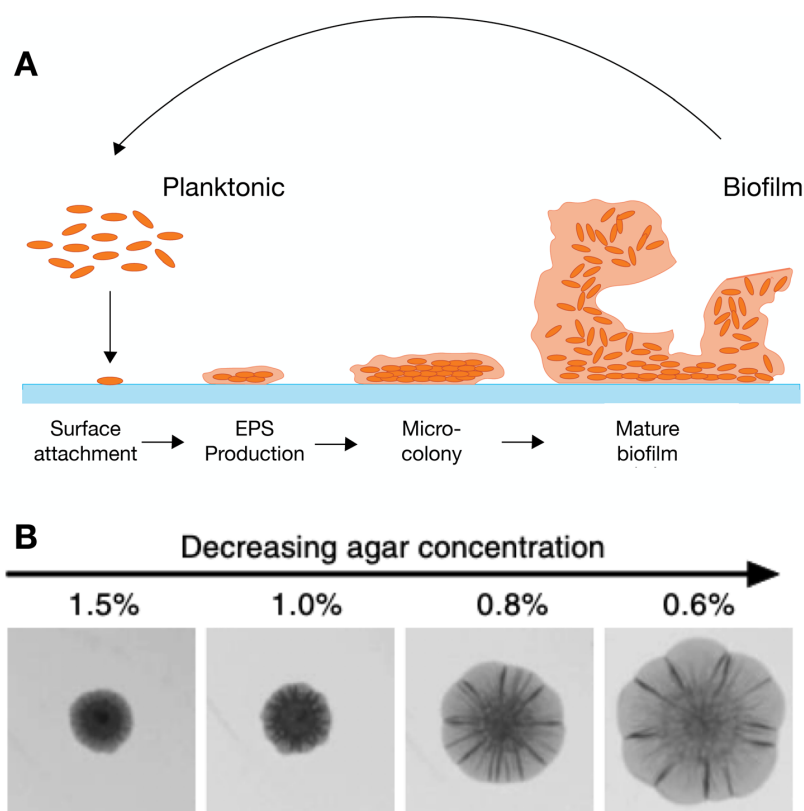 A
Planktonic
Biofilm
Surface
attachment
EPS
Production
Micro-
colony
Mature
biofilm
B
Decreasing agar concentration
1.5%
1.0%
0.8%
0.6%